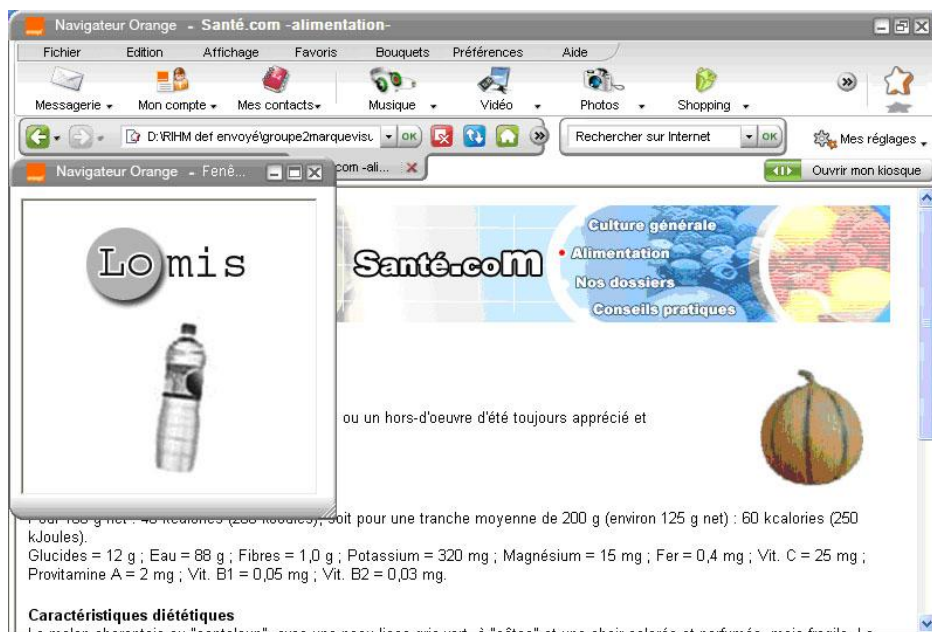 Navigateur Orange - Santé.com -alimentation-
Fichier Edition Affichage Favoris Bouquets Préférences Aide
Messagerie Mon compte Mes contacts Musique Vidéo Photos Shopping
D:\RIHM def envoyé\groupe2marquevisu OK Rechercher sur Internet OK Mes réglages
Navigateur Orange - Fenê... com -ali... Ouvrir mon kiosque
Lomis
Santé.com
Culture générale
Alimentation
Nos dossiers
Conseils pratiques
ou un hors-d'oeuvre d'été toujours apprécié et
soit pour une tranche moyenne de 200 g (environ 125 g net) : 60 kcalories (250
kJoules).
Glucides = 12 g ; Eau = 88 g ; Fibres = 1,0 g ; Potassium = 320 mg ; Magnésium = 15 mg ; Fer = 0,4 mg ; Vit. C = 25 mg ;
Provitamine A = 2 mg ; Vit. B1 = 0,05 mg ; Vit. B2 = 0,03 mg.
Caractéristiques diététiques